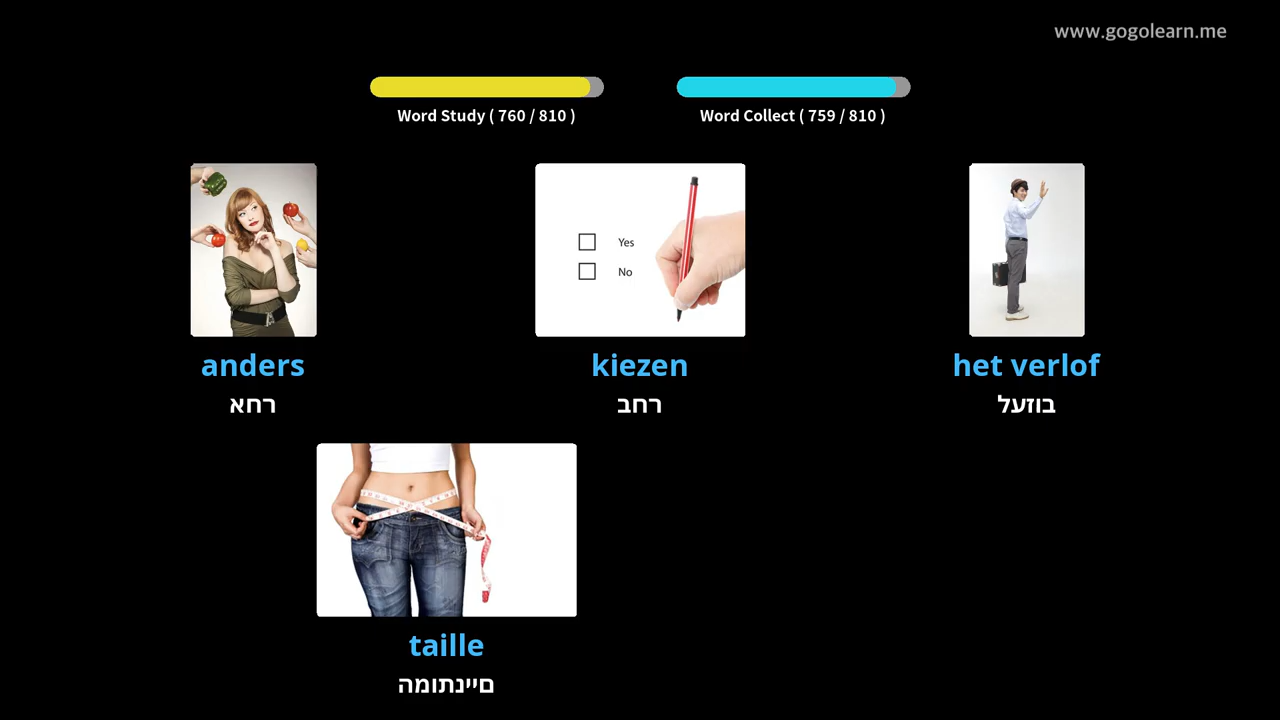 www.gogolearn.me
Word Study ( 760 / 810 )
Word Collect ( 759 / 810 )
Yes
No
anders
kiezen
het verlof
אחר
בחר
לעזוב
taille
המותניים